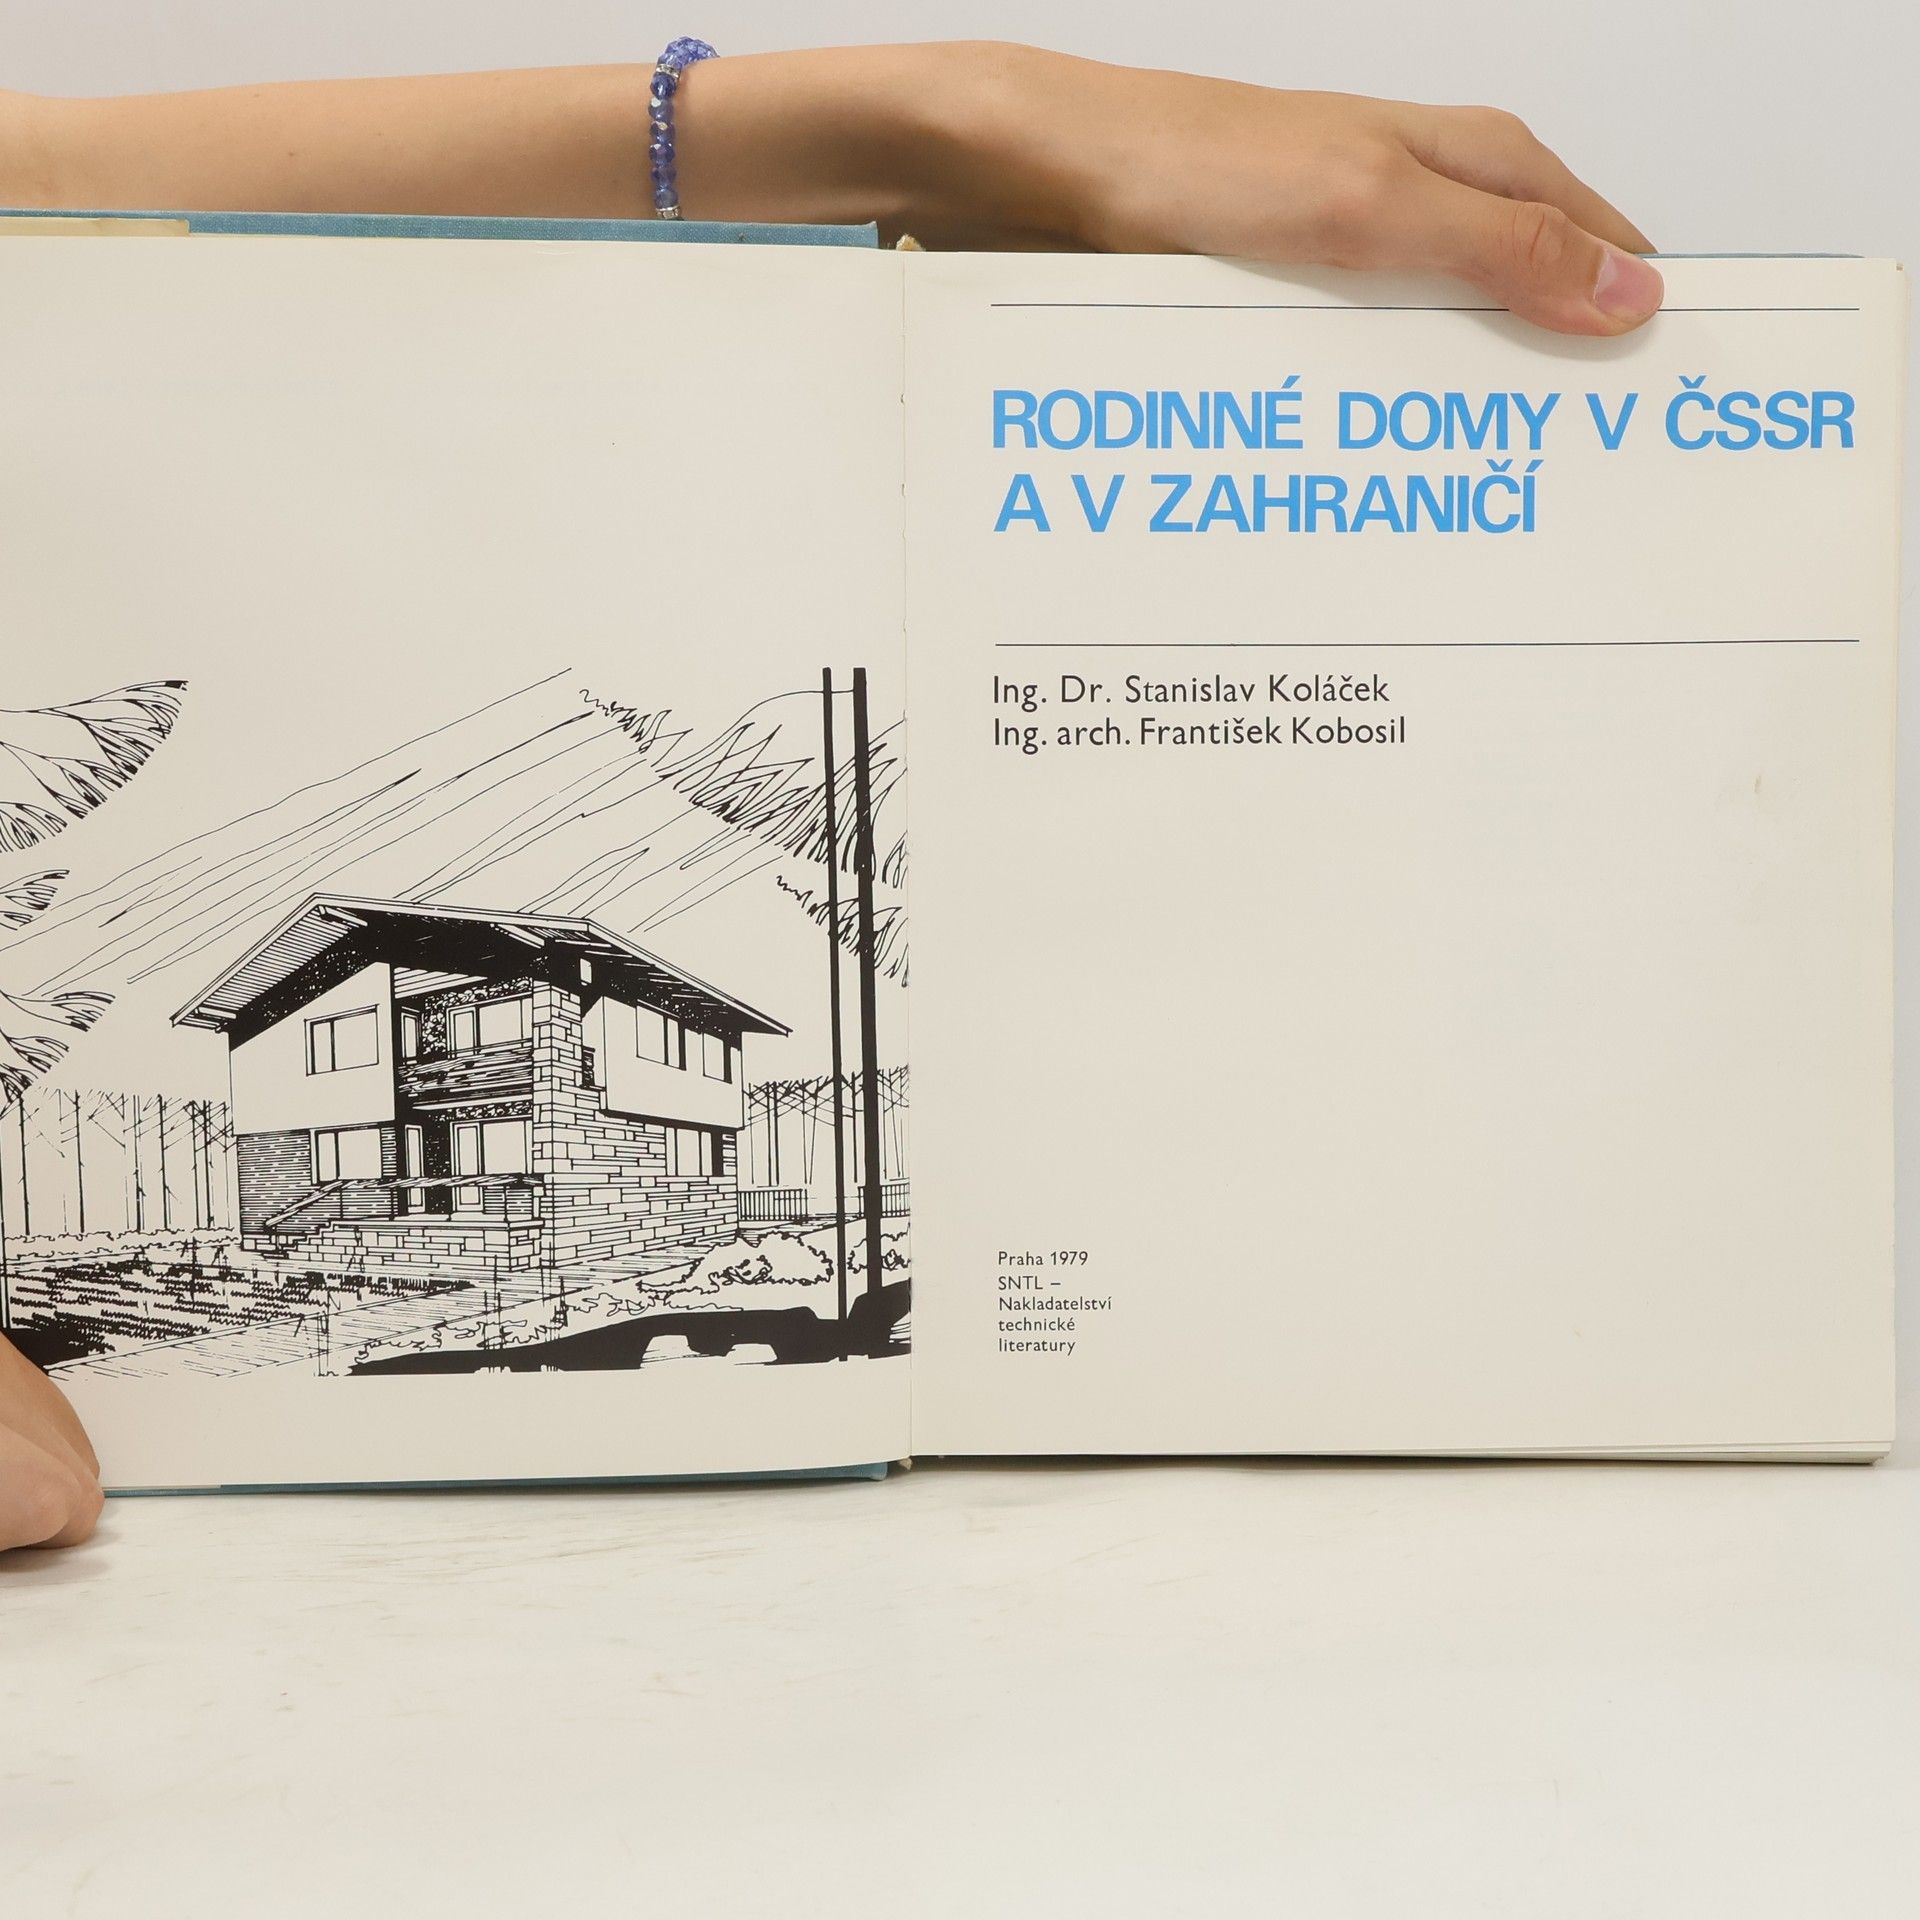 RODINNÉ DOMY V ČSSR
A V ZAHRANIČÍ
Ing. Dr. Stanislav Koláček
Ing. arch. František Kobosil
Praha 1979
SNTL –
Nakladatelství
technické
literatury